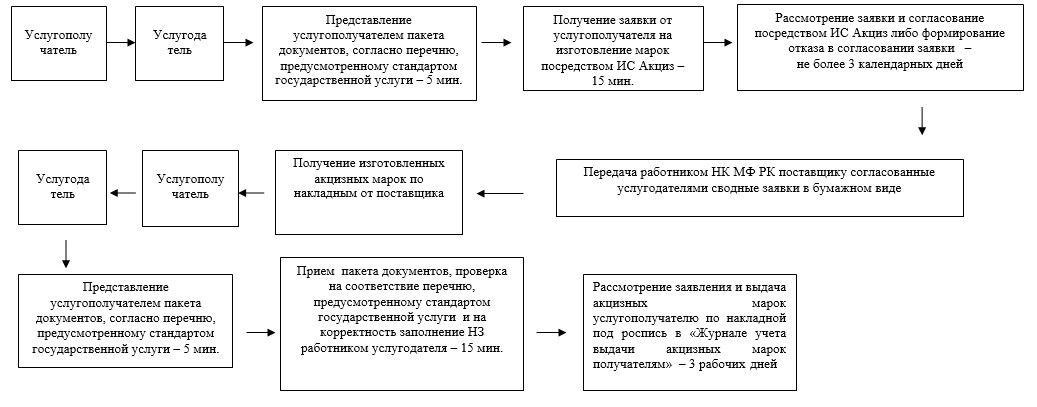 Услугополу
чатель
Услугода
тель
Представление
услугополучателем пакета
документов, согласно перечню,
предусмотренному стандартом
государственной услуги – 5 мин.
Получение заявки от
услугополучателя на
изготовление марок
посредством ИС Акциз –
15 мин.
Рассмотрение заявки и согласование
посредством ИС Акциз либо формирование
отказа в согласовании заявки –
не более 3 календарных дней
Услугода
тель
Услугополу
чатель
Получение изготовленных
акцизных марок по
накладным от поставщика
Передача работником НК МФ РК поставщику согласованные
услугодателями сводные заявки в бумажном виде
Представление
услугополучателем пакета
документов, согласно перечню,
предусмотренному стандартом
государственной услуги – 5 мин.
Прием пакета документов, проверка
на соответствие перечню,
предусмотренному стандартом
государственной услуги и на
корректность заполнение НЗ
работником услугодателя – 15 мин.
Рассмотрение заявления и выдача
акцизных марок
услугополучателю по накладной
под роспись в «Журнале учета
выдачи акцизных марок
получателям» – 3 рабочих дней